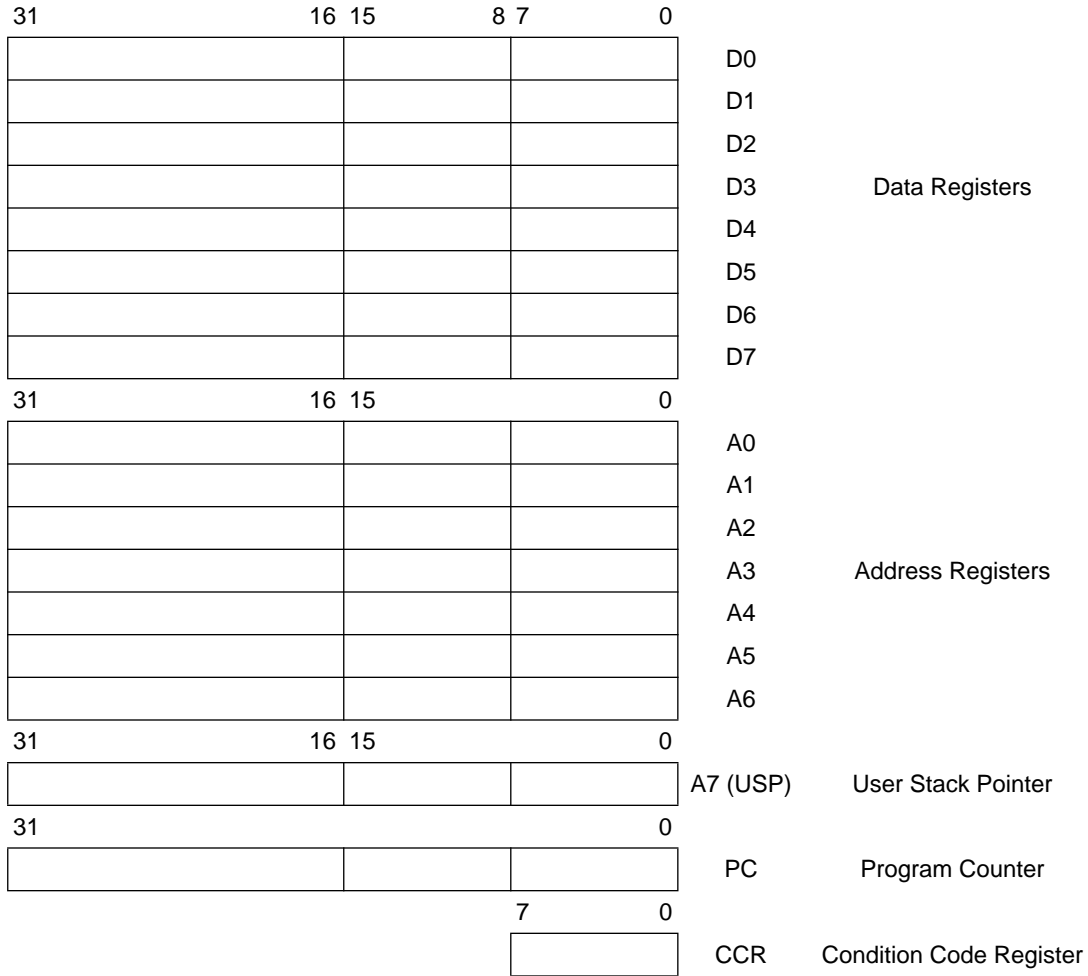 31 16 15 8 7 0
D0
D1
D2
D3 Data Registers
D4
D5
D6
D7
31 16 15 0
A0
A1
A2
A3 Address Registers
A4
A5
A6
31 16 15 0
A7 (USP) User Stack Pointer
31 0
PC Program Counter
7 0
CCR Condition Code Register